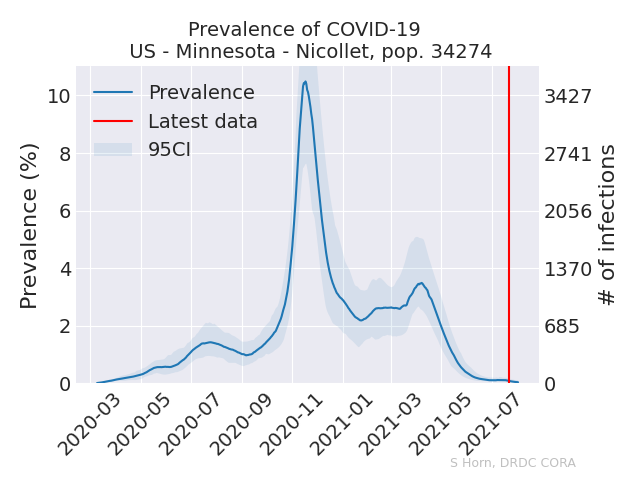 Prevalence of COVID-19
US - Minnesota - Nicollet, pop. 34274
Prevalence
Latest data
95CI
Prevalence (%)
10
8
6
4
2
0
3427
2741
2056
1370
685
0
# of infections
2020-03
2020-05
2020-07
2020-09
2020-11
2021-01
2021-03
2021-05
2021-07
S Horn, DRDC CORA